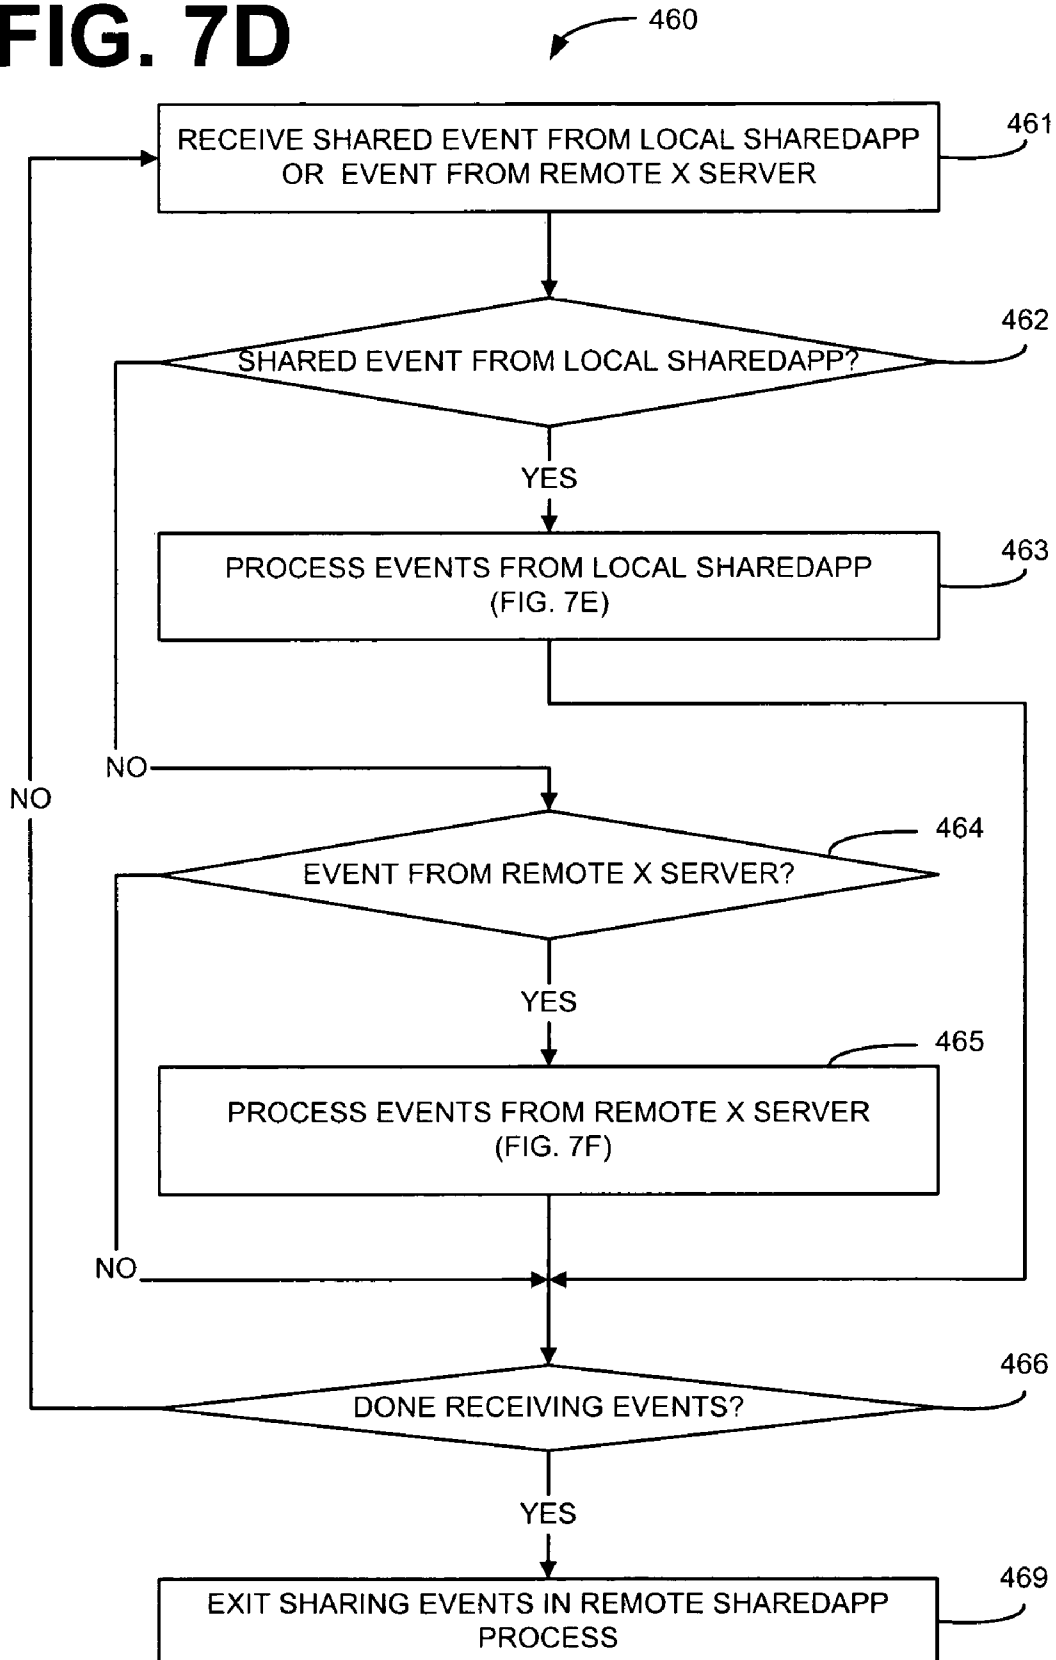 FIG. 7D
460
RECEIVE SHARED EVENT FROM LOCAL SHAREDAPP
OR EVENT FROM REMOTE X SERVER
461
SHARED EVENT FROM LOCAL SHAREDAPP?
462
YES
PROCESS EVENTS FROM LOCAL SHAREDAPP
(FIG. 7E)
463
NO
NO
EVENT FROM REMOTE X SERVER?
464
YES
PROCESS EVENTS FROM REMOTE X SERVER
(FIG. 7F)
465
NO
DONE RECEIVING EVENTS?
466
YES
EXIT SHARING EVENTS IN REMOTE SHAREDAPP
PROCESS
469